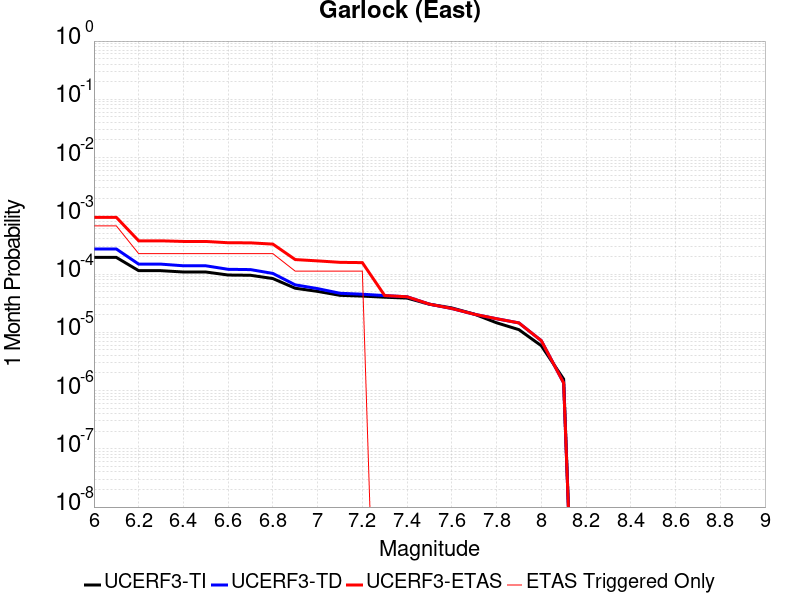 Garlock (East)
10^0
10^-1
10^-2
10^-3
10^-4
10^-5
10^-6
10^-7
10^-8
1 Month Probability
6 6.2 6.4 6.6 6.8 7 7.2 7.4 7.6 7.8 8 8.2 8.4 8.6 8.8 9
Magnitude
UCERF3-TI UCERF3-TD UCERF3-ETAS ETAS Triggered Only